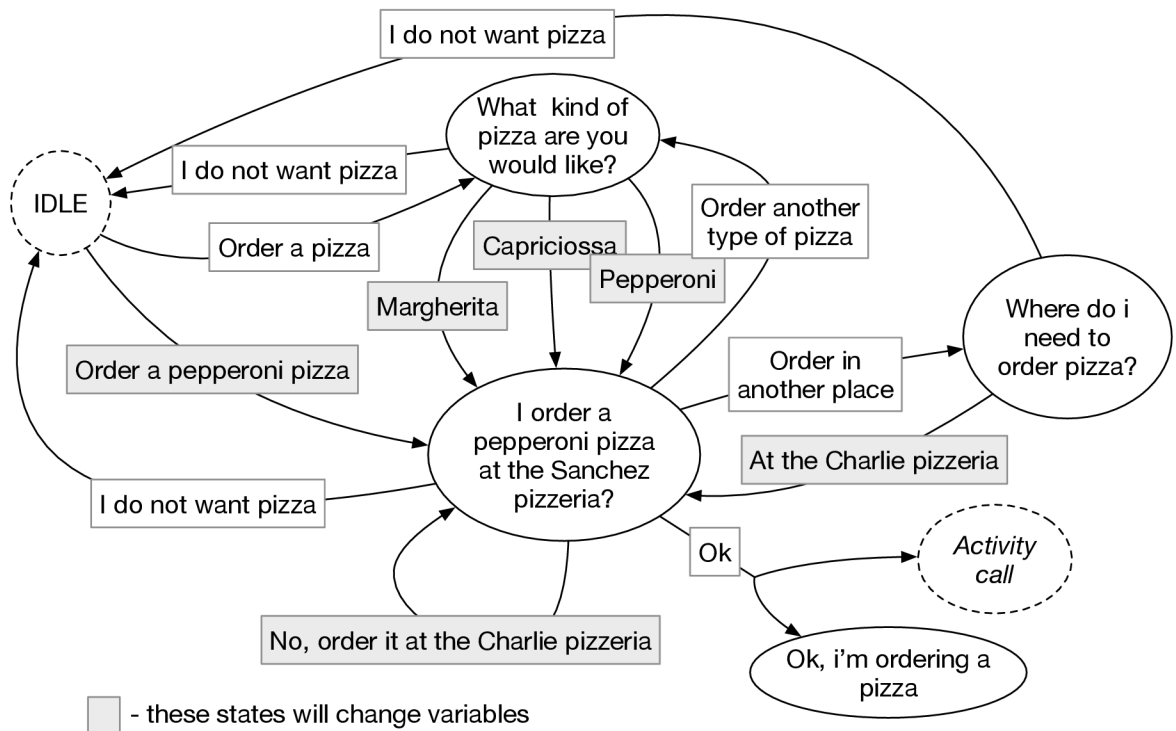 I do not want pizza
What kind of
pizza are you
would like?
I do not want pizza
IDLE
Order a pizza
Order another
type of pizza
Capriciossa
Pepperoni
Margherita
Where do i
need to
order pizza?
Order a pepperoni pizza
Order in
another place
I order a
pepperoni pizza
at the Sanchez
pizzeria?
At the Charlie pizzeria
I do not want pizza
Ok
Activity
call
No, order it at the Charlie pizzeria
Ok, i'm ordering a
pizza
- these states will change variables